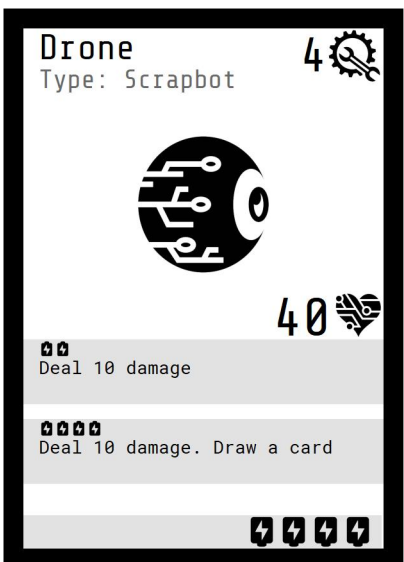 Drone
4
Type: Scrapbot
40
Deal 10 damage
Deal 10 damage. Draw a card